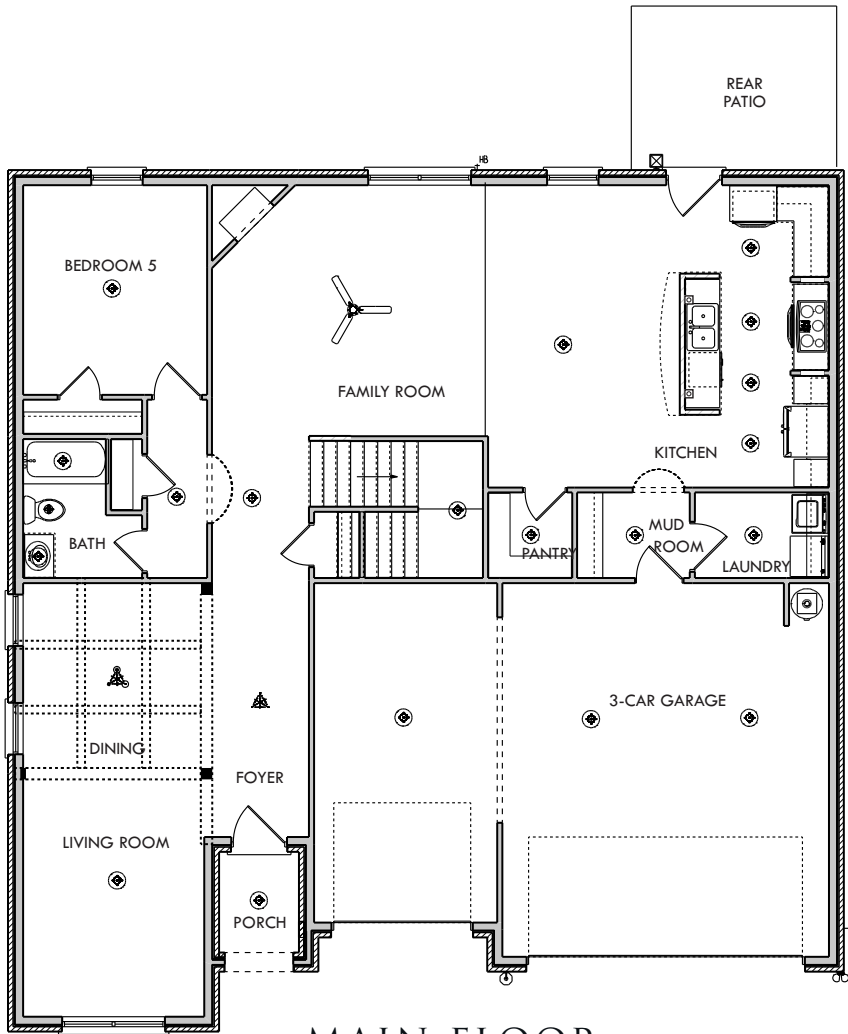 REAR
PATIO
HB
BEDROOM 5
FAMILY ROOM
KITCHEN
MUD
ROOM
BATH
PANTRY
LAUNDRY
3-CAR GARAGE
DINING
FOYER
LIVING ROOM
PORCH
MAIN FLOOR